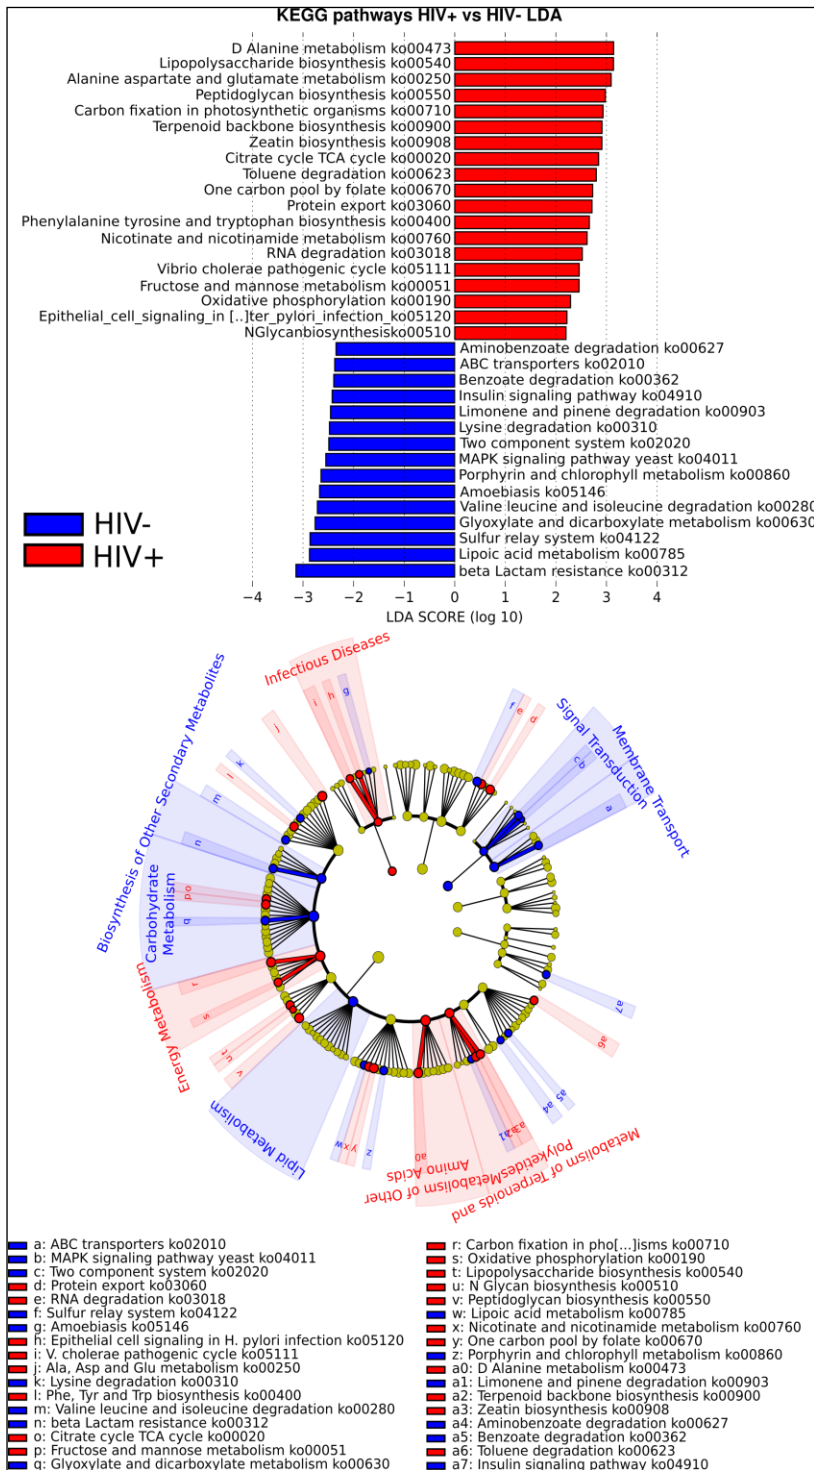 KEGG pathways HIV+ vs HIV- LDA
D Alanine metabolism ko00473
Lipopolysaccharide biosynthesis ko00540
Alanine aspartate and glutamate metabolism ko00250
Peptidoglycan biosynthesis ko00550
Carbon fixation in photosynthetic organisms ko00710
Terpenoid backbone biosynthesis ko00900
Zeatin biosynthesis ko00908
Citrate cycle TCA cycle ko00020
Toluene degradation ko00623
One carbon pool by folate ko00670
Protein export ko03060
Phenylalanine tyrosine and tryptophan biosynthesis ko00400
Nicotinate and nicotinamide metabolism ko00760
RNA degradation ko03018
Vibrio cholerae pathogenic cycle ko05111
Fructose and mannose metabolism ko00051
Oxidative phosphorylation ko00190
Epithelial_cell_signaling_in [..]ter_pylori_infection_ko05120
NGlycanbiosynthesisko00510
Aminobenzoate degradation ko00627
ABC transporters ko02010
Benzoate degradation ko00362
Insulin signaling pathway ko04910
Limonene and pinene degradation ko00903
Lysine degradation ko00310
Two component system ko02020
MAPK signaling pathway yeast ko04011
Porphyrin and chlorophyll metabolism ko00860
Amoebiasis ko05146
Valine leucine and isoleucine degradation ko00280
Glyoxylate and dicarboxylate metabolism ko00630
Sulfur relay system ko04122
Lipoic acid metabolism ko00785
beta Lactam resistance ko00312
HIV-
HIV+
−4 −3 −2 −1 0 1 2 3 4
LDA SCORE (log 10)
Infectious Diseases
i
h
g
f
e
d
Signal Transduction
Membrane Transport
c
b
a
j
k
l
m
n
Biosynthesis of Other Secondary Metabolites
Carbohydrate
Metabolism
o
p
q
r
s
Energy Metabolism
t
u
v
Lipid Metabolism
w
x
y
z
a0
Metabolism of Other
Amino Acids
Metabolism of Terpenoids and
Polyketides
a1
a2
a3
a4
a5
a6
a7
a: ABC transporters ko02010
b: MAPK signaling pathway yeast ko04011
c: Two component system ko02020
d: Protein export ko03060
e: RNA degradation ko03018
f: Sulfur relay system ko04122
g: Amoebiasis ko05146
h: Epithelial cell signaling in H. pylori infection ko05120
i: V. cholerae pathogenic cycle ko05111
j: Ala, Asp and Glu metabolism ko00250
k: Lysine degradation ko00310
l: Phe, Tyr and Trp biosynthesis ko00400
m: Valine leucine and isoleucine degradation ko00280
n: beta Lactam resistance ko00312
o: Citrate cycle TCA cycle ko00020
p: Fructose and mannose metabolism ko00051
q: Glyoxylate and dicarboxylate metabolism ko00630
r: Carbon fixation in pho[...]isms ko00710
s: Oxidative phosphorylation ko00190
t: Lipopolysaccharide biosynthesis ko00540
u: N Glycan biosynthesis ko00510
v: Peptidoglycan biosynthesis ko00550
w: Lipoic acid metabolism ko00785
x: Nicotinate and nicotinamide metabolism ko00760
y: One carbon pool by folate ko00670
z: Porphyrin and chlorophyll metabolism ko00860
a0: D Alanine metabolism ko00473
a1: Limonene and pinene degradation ko00903
a2: Terpenoid backbone biosynthesis ko00900
a3: Zeatin biosynthesis ko00908
a4: Aminobenzoate degradation ko00627
a5: Benzoate degradation ko00362
a6: Toluene degradation ko00623
a7: Insulin signaling pathway ko04910